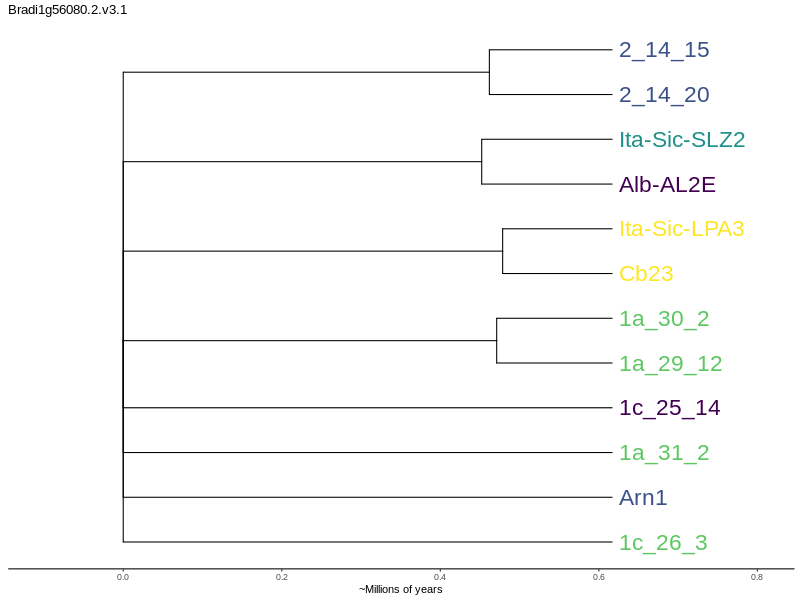 Bradi1g56080.2.v3.1
2_14_15
2_14_20
Ita-Sic-SLZ2
Alb-AL2E
Ita-Sic-LPA3
Cb23
1a_30_2
1a_29_12
1c_25_14
1a_31_2
Arn1
1c_26_3
0.0 0.2 0.4 0.6 0.8
~Millions of years